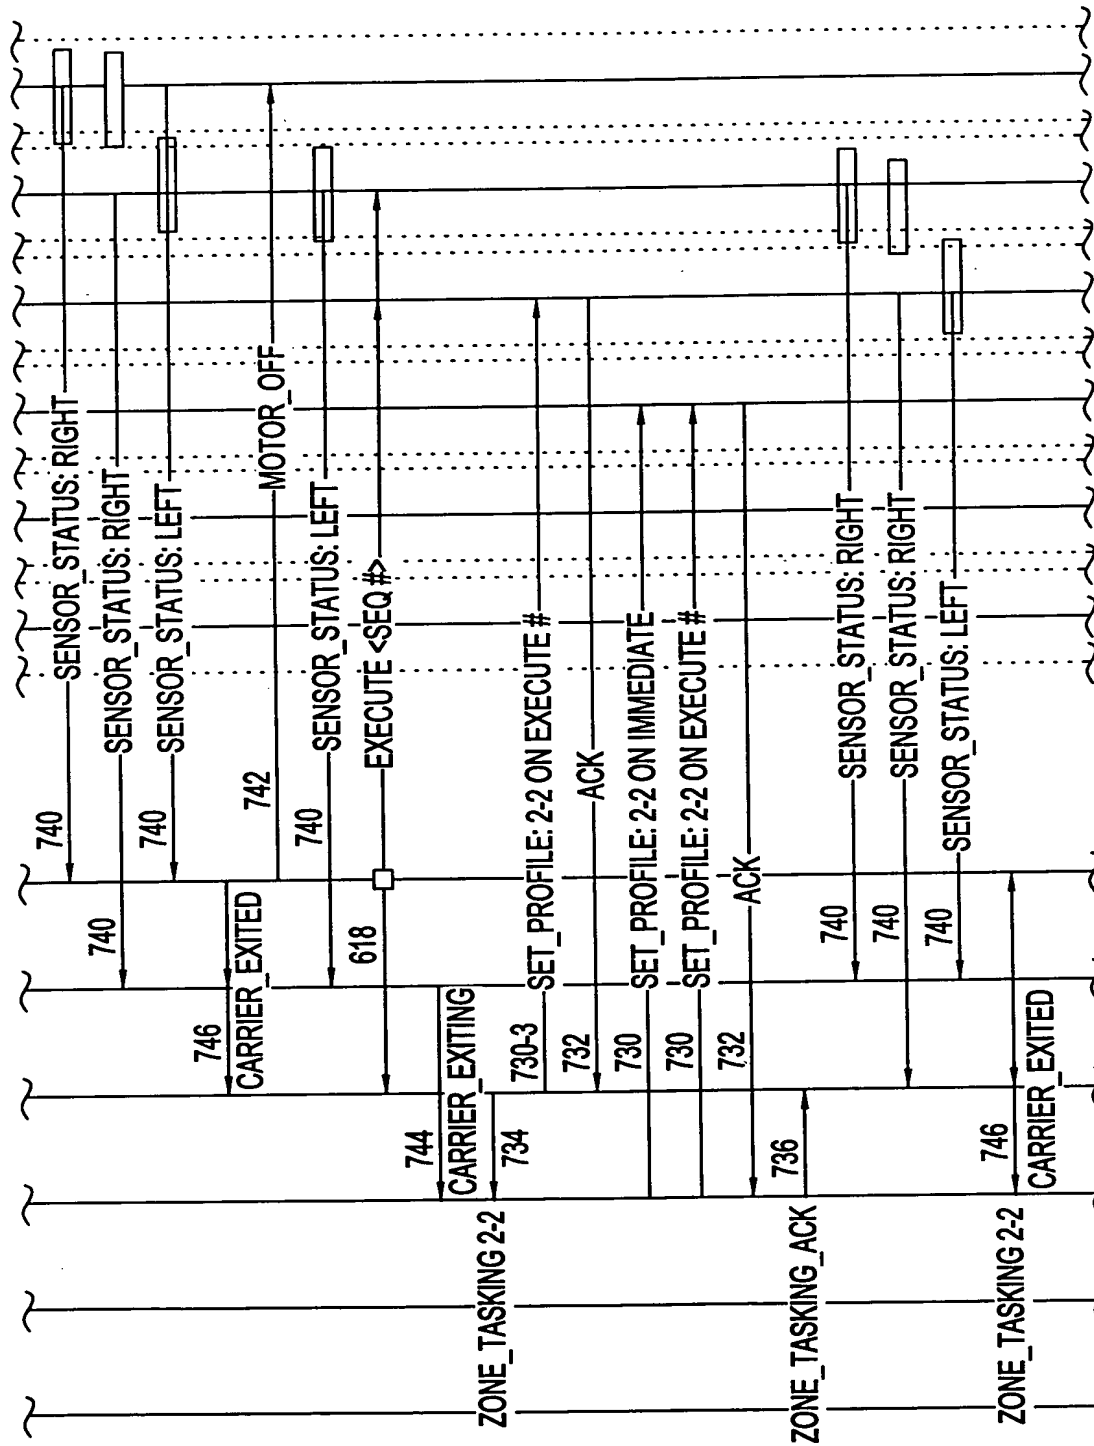 740
SENSOR_STATUS: RIGHT
740
SENSOR_STATUS: RIGHT
740
SENSOR_STATUS: LEFT
746
CARRIER_EXITED
742
MOTOR_OFF
740
SENSOR_STATUS: LEFT
618
EXECUTE <SEQ #>
744
CARRIER_EXITING
734
ZONE_TASKING 2-2
730-3
SET_PROFILE: 2-2 ON EXECUTE #
732
ACK
730
SET_PROFILE: 2-2 ON IMMEDIATE
730
SET_PROFILE: 2-2 ON EXECUTE #
732
ACK
736
ZONE_TASKING_ACK
740
SENSOR_STATUS: RIGHT
740
SENSOR_STATUS: RIGHT
740
SENSOR_STATUS: LEFT
746
CARRIER_EXITED
ZONE_TASKING 2-2